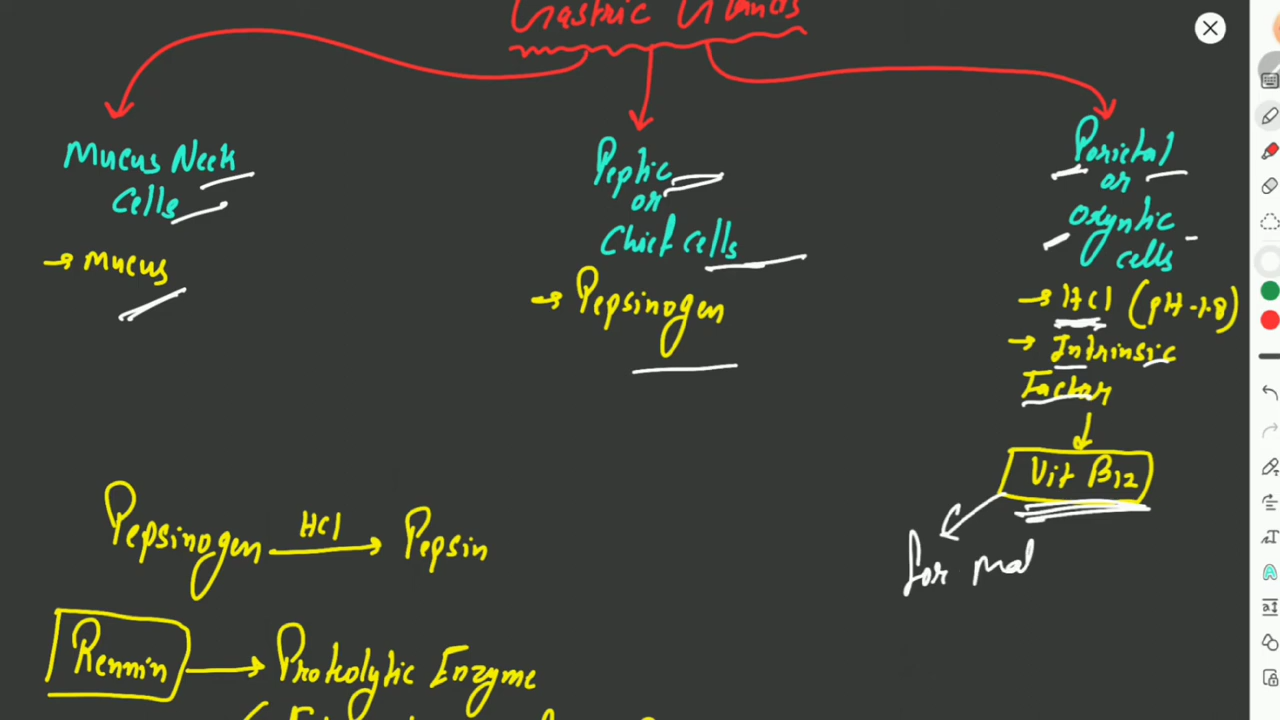 Gastric Glands
Mucus Neck
Cells
→ Mucus
Peptic
or
Chief cells
→ Pepsinogen
Parietal
or
Oxyntic
cells
→ HCl (pH -1.8)
→ Intrinsic
Factor
Vit B12
for mal
Pepsinogen HCl → Pepsin
Rennin → Proteolytic Enzyme